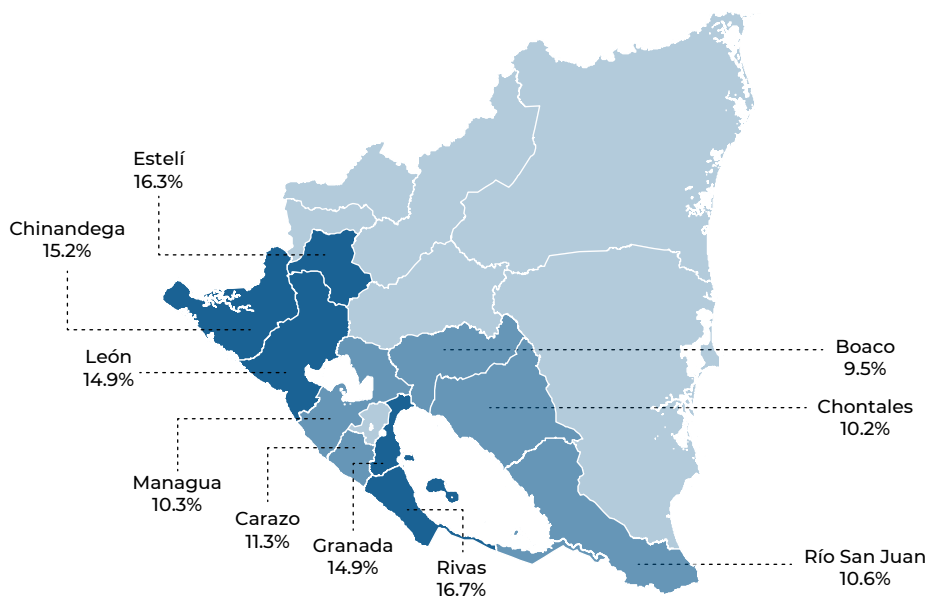 Estelí
16.3%
Chinandega
15.2%
León
14.9%
Managua
10.3%
Carazo
11.3%
Granada
14.9%
Rivas
16.7%
Boaco
9.5%
Chontales
10.2%
Río San Juan
10.6%